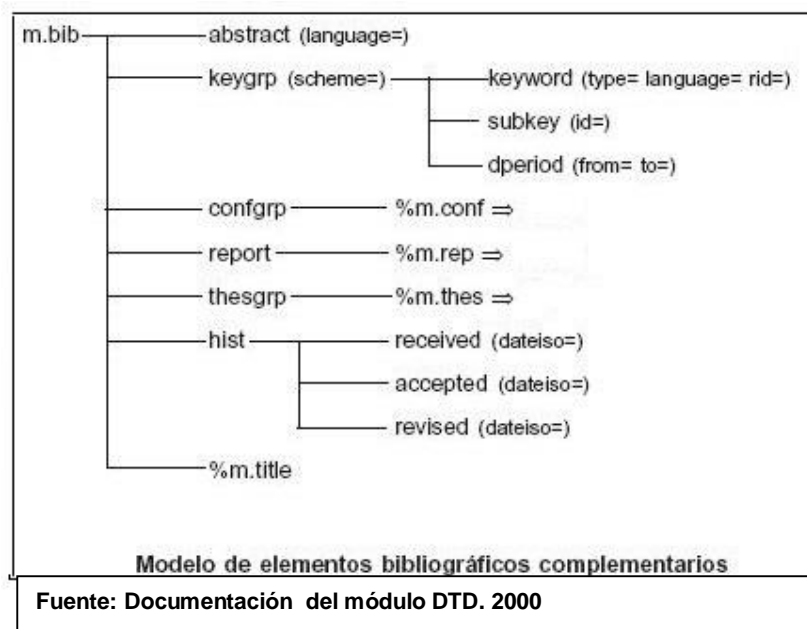 m.bib abstract (language=)
keygrp (scheme=) keyword (type= language= rid=)
subkey (id=)
dperiod (from= to=)
confgrp %m.conf ⇒
report %m.rep ⇒
thesgrp %m.thes ⇒
hist received (dateiso=)
accepted (dateiso=)
revised (dateiso=)
%m.title
Modelo de elementos bibliográficos complementarios
Fuente: Documentación del módulo DTD. 2000